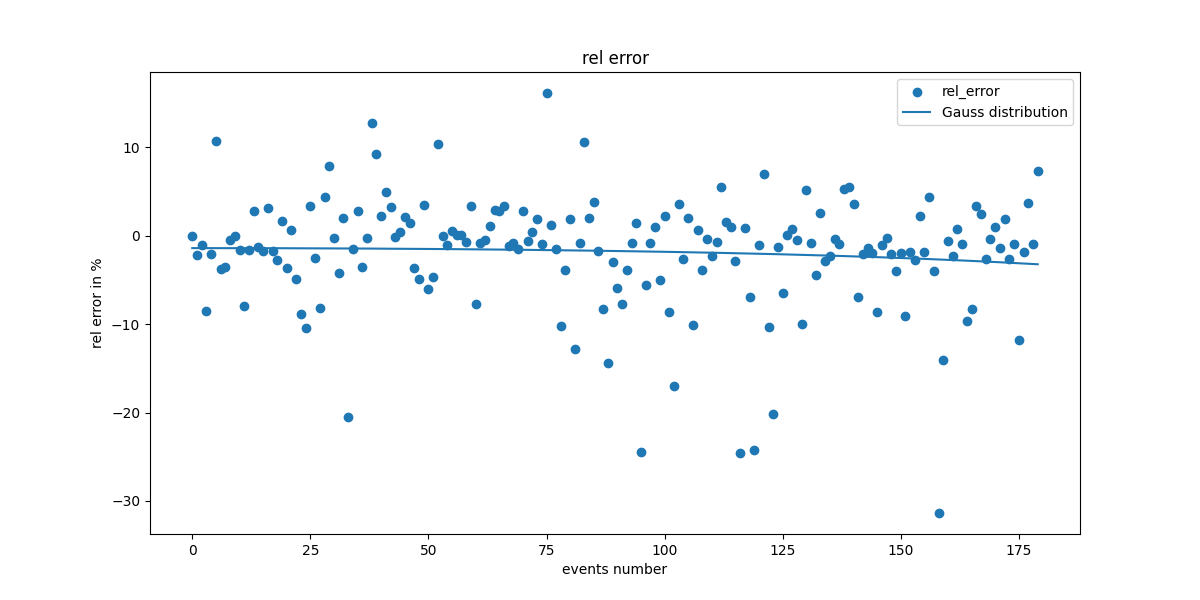 rel error
rel_error
Gauss distribution
10
0
−10
−20
−30
rel error in %
0 25 50 75 100 125 150 175
events number